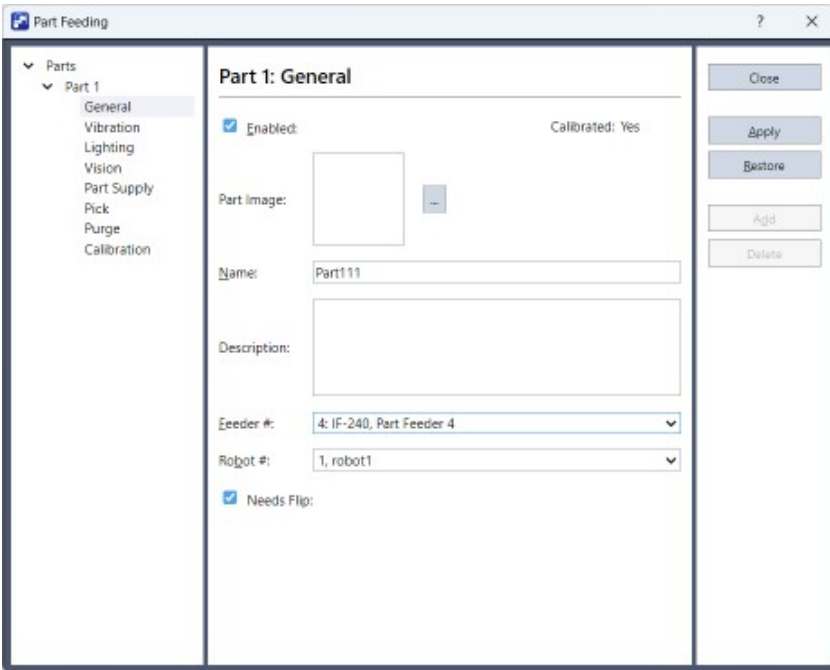 Part Feeding
?
Parts
Part 1
General
Vibration
Lighting
Vision
Part Supply
Pick
Purge
Calibration
Part 1: General
Enabled:
Calibrated: Yes
Part Image:
...
Name:
Part111
Description:
Feeder #:
4: IF-240, Part Feeder 4
Robot #:
1, robot1
Needs Flip:
Close
Apply
Restore
Add
Delete